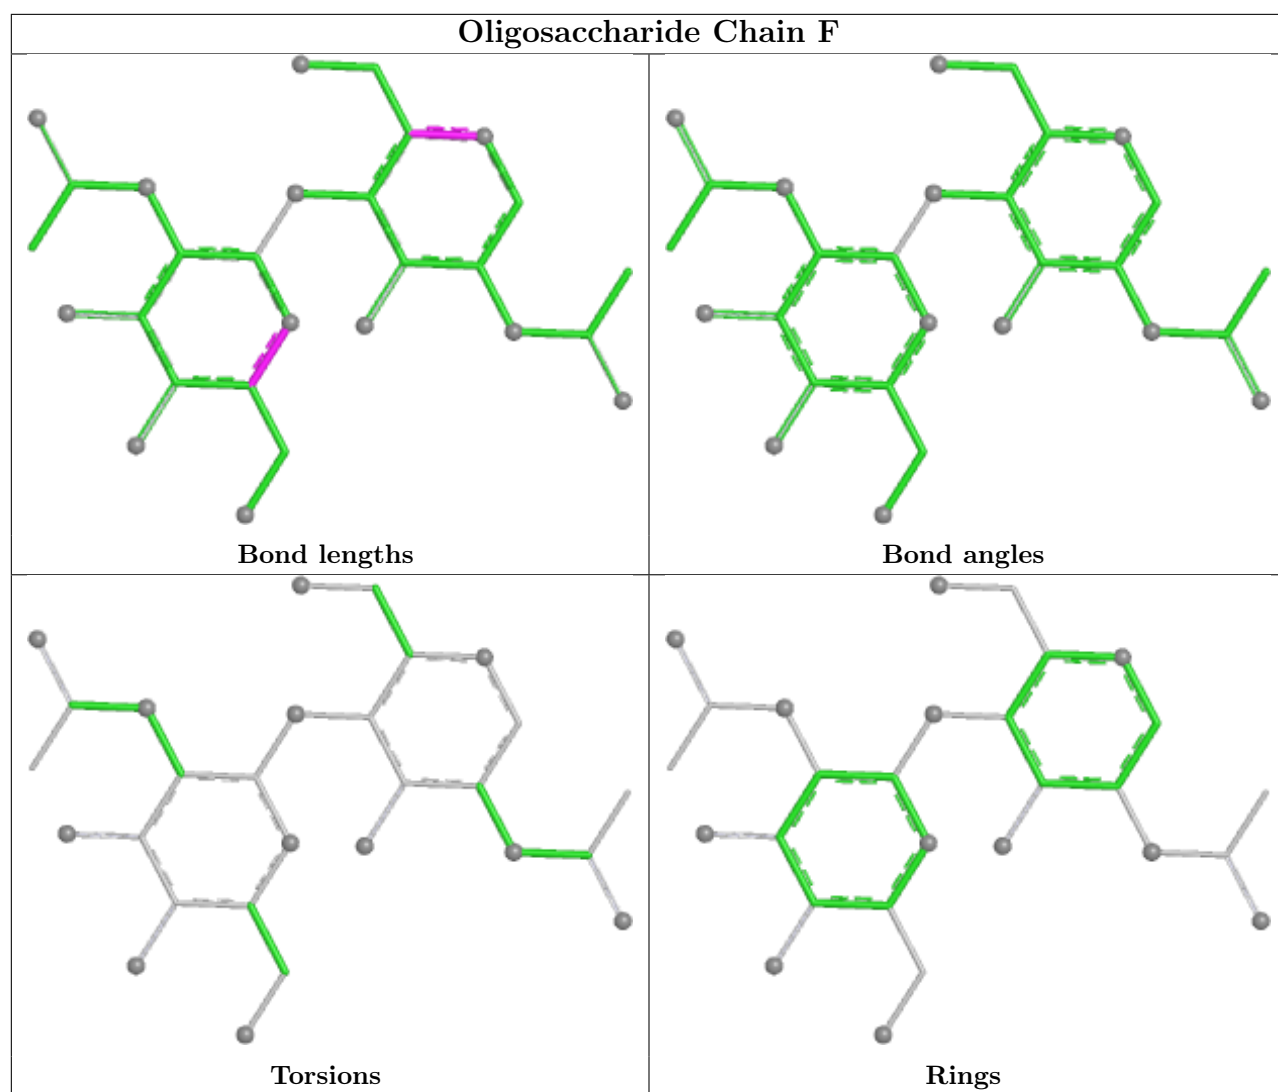 Oligosaccharide Chain F
Bond lengths
Bond angles
Torsions
Rings